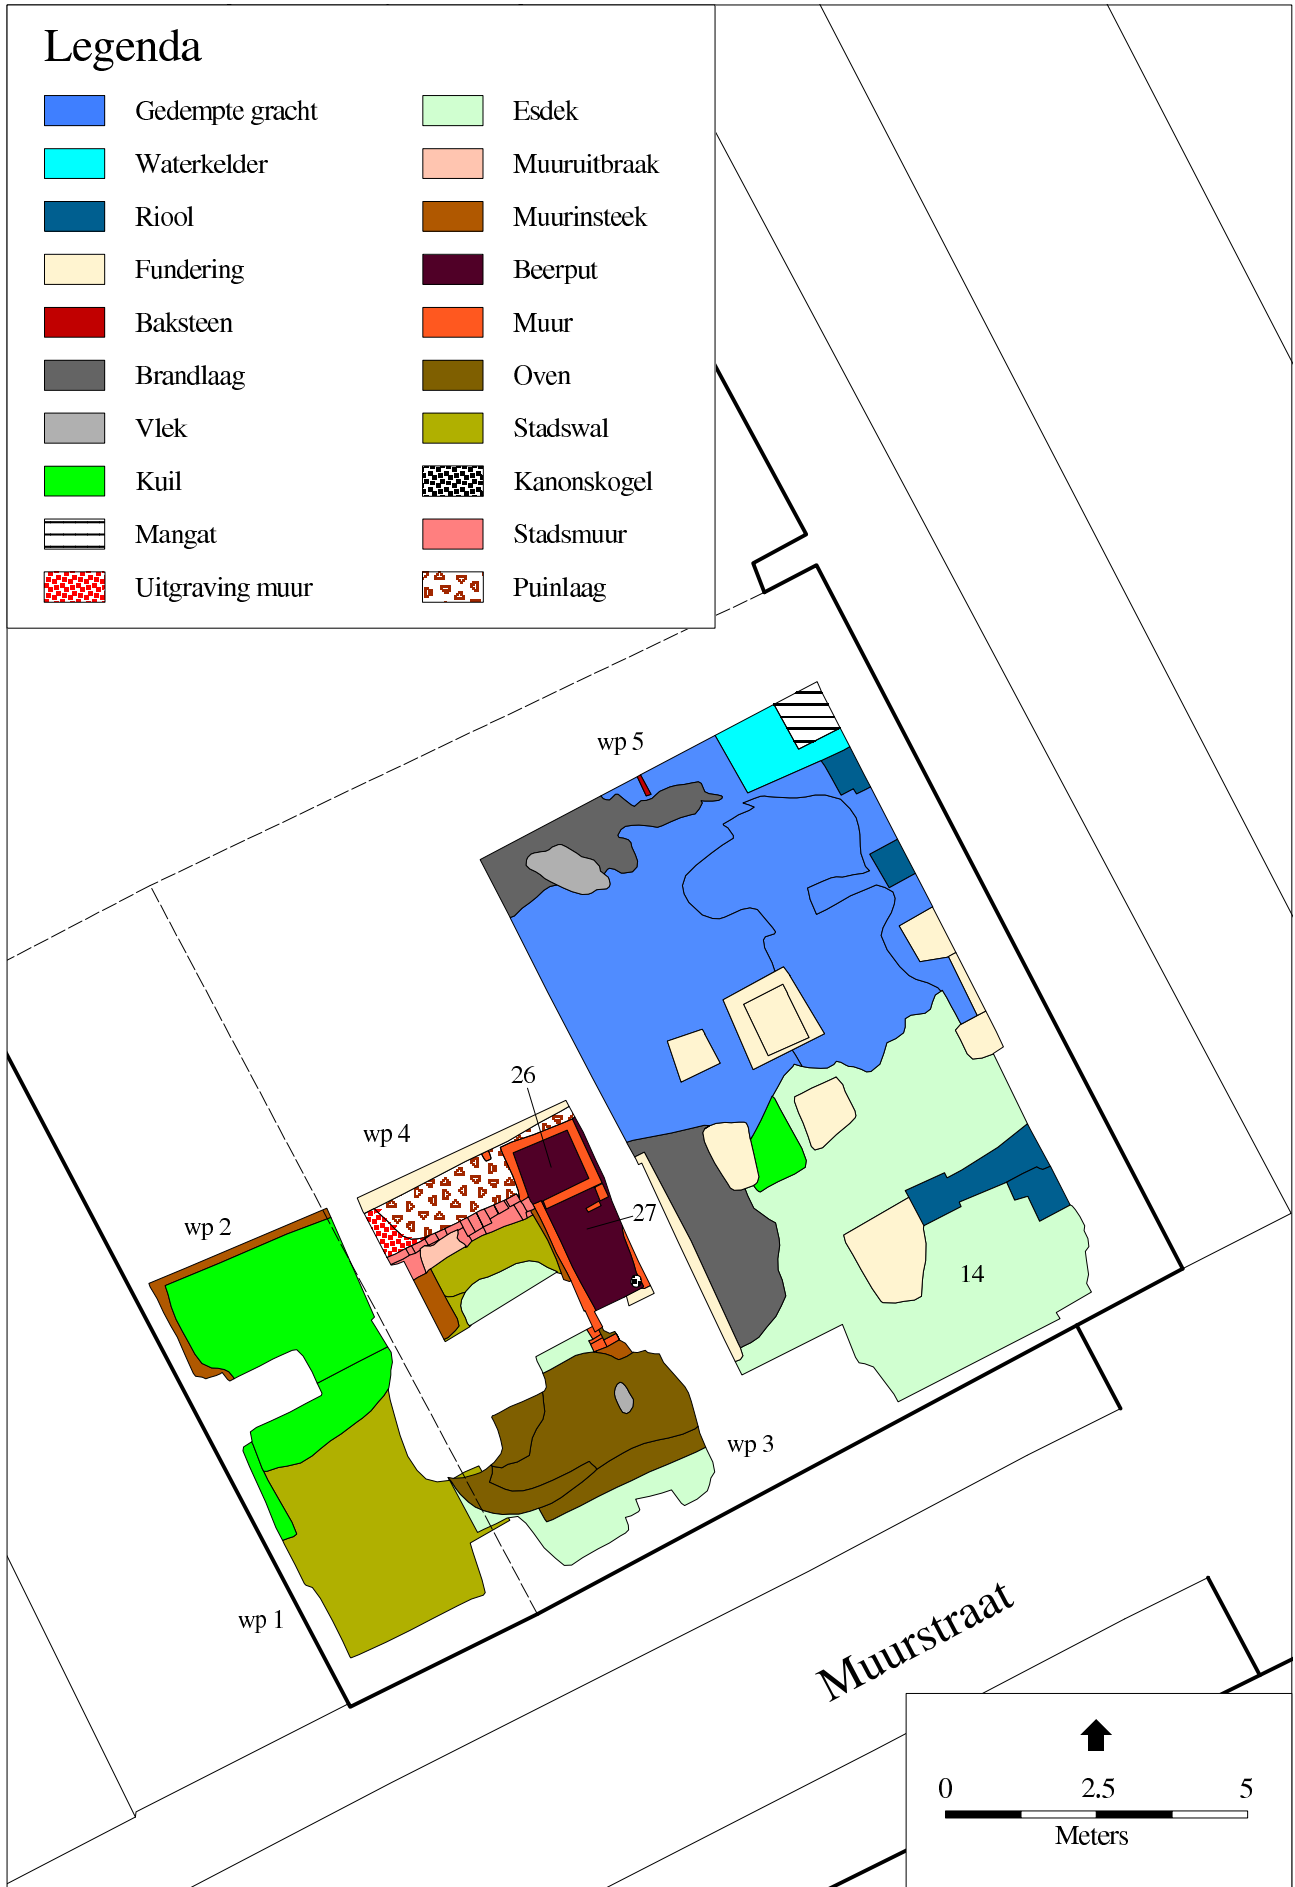 Legenda
Gedempte gracht
Waterkelder
Riool
Fundering
Baksteen
Brandlaag
Vlek
Kuil
Mangat
Uitgraving muur
Esdek
Muuruitbraak
Muurinsteek
Beerput
Muur
Oven
Stadswal
Kanonskogel
Stadsmuur
Puinlaag
wp 5
26
wp 4
27
wp 2
14
wp 3
wp 1
Muurstraat
0 2.5 5
Meters